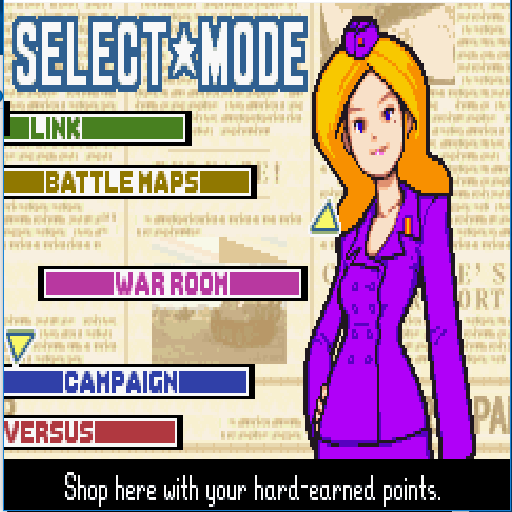 SELECT★MODE
LINK
BATTLE MAPS
WAR ROOM
CAMPAIGN
VERSUS
Shop here with your hard-earned points.